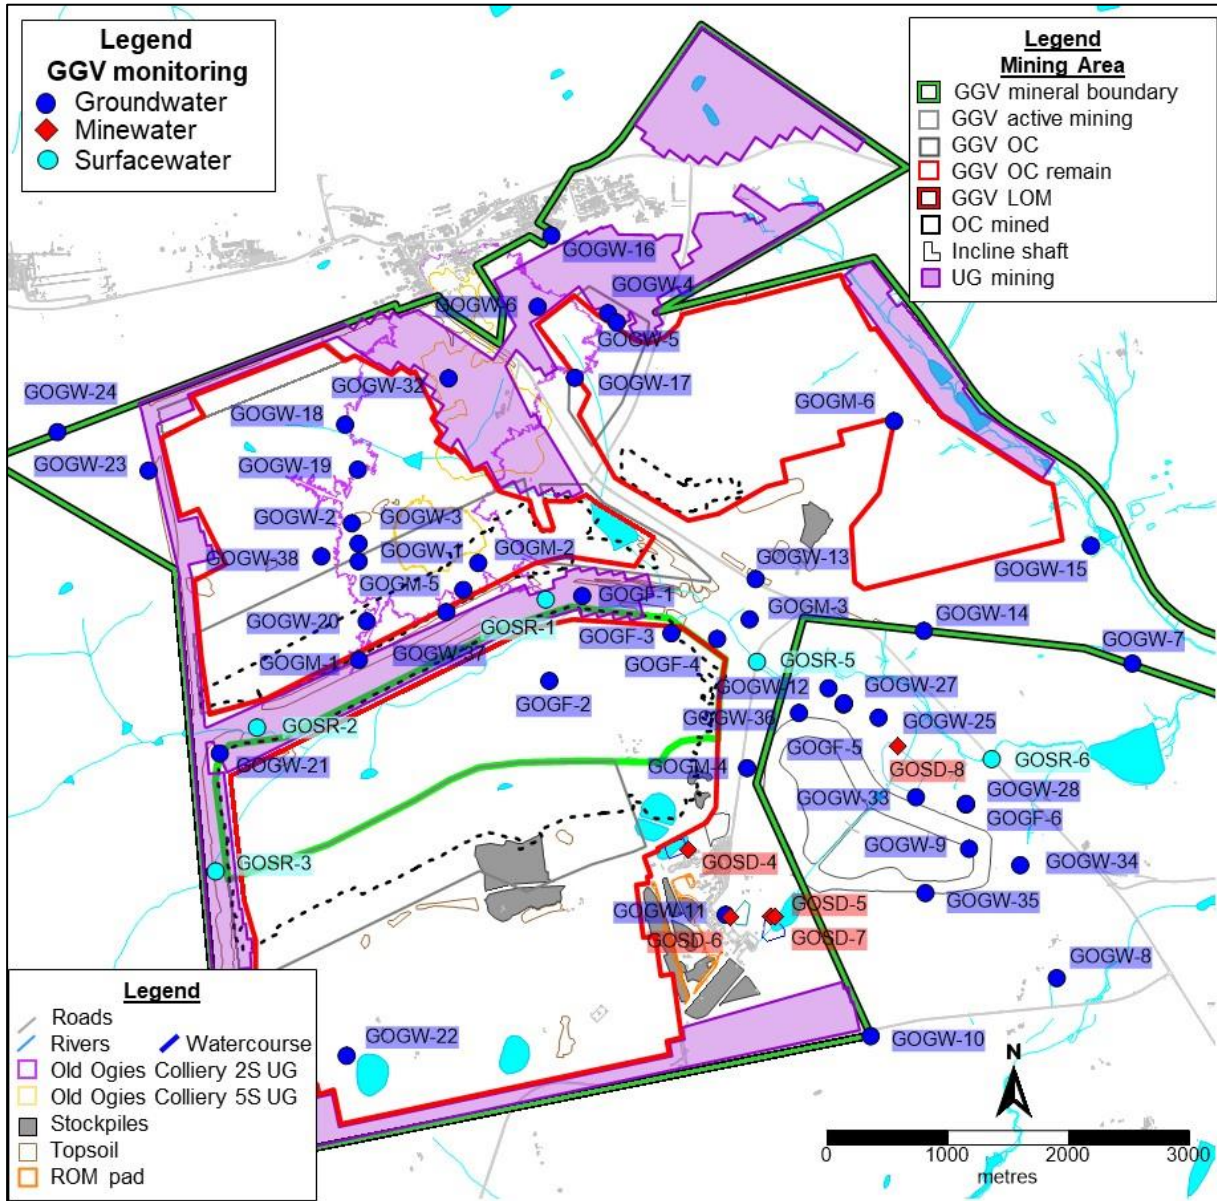 Legend
GGV monitoring
Groundwater
Minewater
Surfacewater
Legend
Mining Area
GGV mineral boundary
GGV active mining
GGV OC
GGV OC remain
GGV LOM
OC mined
Incline shaft
UG mining
GOGW-16
GOGW-4
GOGW-6
GOGW-5
GOGW-32
GOGW-17
GOGW-24
GOGW-18
GOGM-6
GOGW-23
GOGW-19
GOGW-2
GOGW-3
GOGW-38
GOGW-1
GOGM-2
GOGW-13
GOGW-15
GOGM-5
GOGF-1
GOGM-3
GOGW-14
GOGW-20
GOSR-1
GOGF-3
GOGW-7
GOGM-1
GOGW-37
GOGF-4
GOSR-5
GOGW-12
GOGW-27
GOGF-2
GOGW-36
GOGW-25
GOSR-2
GOGF-5
GOGW-21
GOGM-4
GOSD-8
GOSR-6
GOGW-33
GOGW-28
GOGF-6
GOGW-9
GOSR-3
GOSD-4
GOGW-34
GOGW-35
GOGW-11
GOSD-5
GOSD-6
GOSD-7
GOGW-8
GOGW-10
GOGW-22
Legend
Roads
Rivers Watercourse
Old Ogies Colliery 2S UG
Old Ogies Colliery 5S UG
Stockpiles
Topsoil
ROM pad
N
0 1000 2000 3000
metres